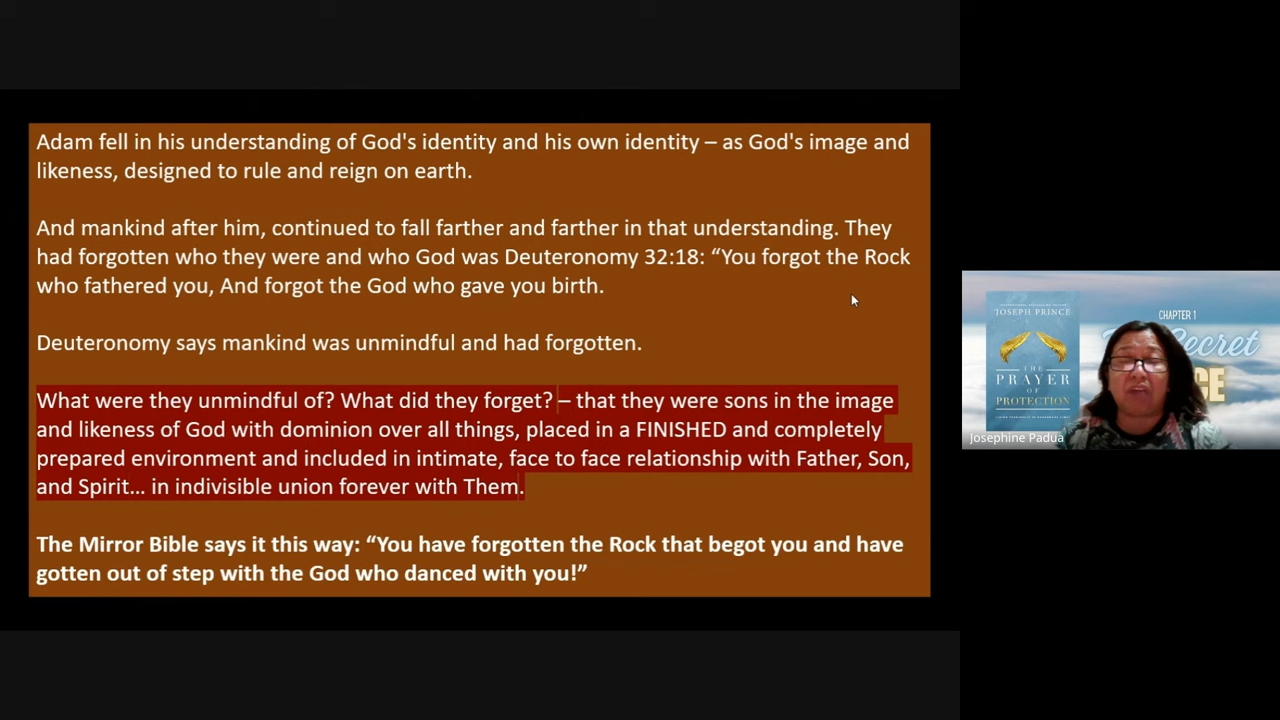 Adam fell in his understanding of God's identity and his own identity – as God's image and
likeness, designed to rule and reign on earth.
And mankind after him, continued to fall farther and farther in that understanding. They
had forgotten who they were and who God was Deuteronomy 32:18: “You forgot the Rock
who fathered you, And forgot the God who gave you birth.
Deuteronomy says mankind was unmindful and had forgotten.
What were they unmindful of? What did they forget? – that they were sons in the image
and likeness of God with dominion over all things, placed in a FINISHED and completely
prepared environment and included in intimate, face to face relationship with Father, Son,
and Spirit… in indivisible union forever with Them.
The Mirror Bible says it this way: “You have forgotten the Rock that begot you and have
gotten out of step with the God who danced with you!”
JOSEPH PRINCE
THE
PRAYER
OF
PROTECTION
CHAPTER 1
Secret
Josephine Padua